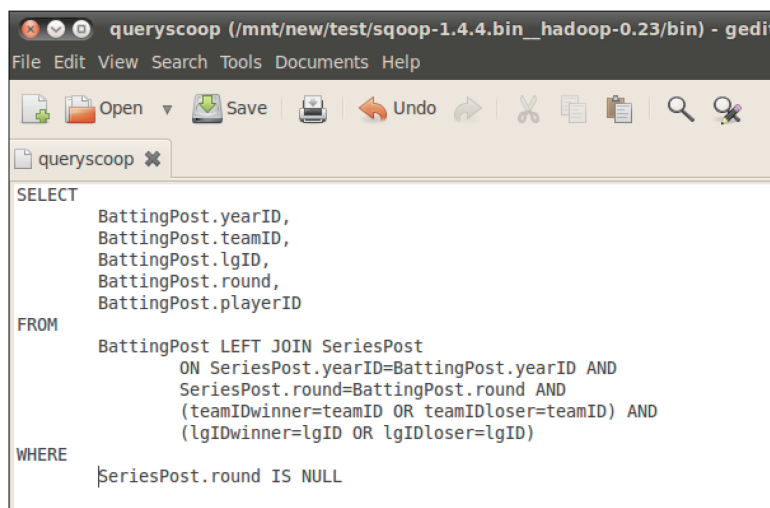 queryscoop (/mnt/new/test/sqoop-1.4.4.bin__hadoop-0.23/bin) - gedi
File Edit View Search Tools Documents Help
Open Save Undo
queryscoop
SELECT
BattingPost.yearID,
BattingPost.teamID,
BattingPost.lgID,
BattingPost.round,
BattingPost.playerID
FROM
BattingPost LEFT JOIN SeriesPost
ON SeriesPost.yearID=BattingPost.yearID AND
SeriesPost.round=BattingPost.round AND
(teamIDwinner=teamID OR teamIDloser=teamID) AND
(lgIDwinner=lgID OR lgIDloser=lgID)
WHERE
SeriesPost.round IS NULL